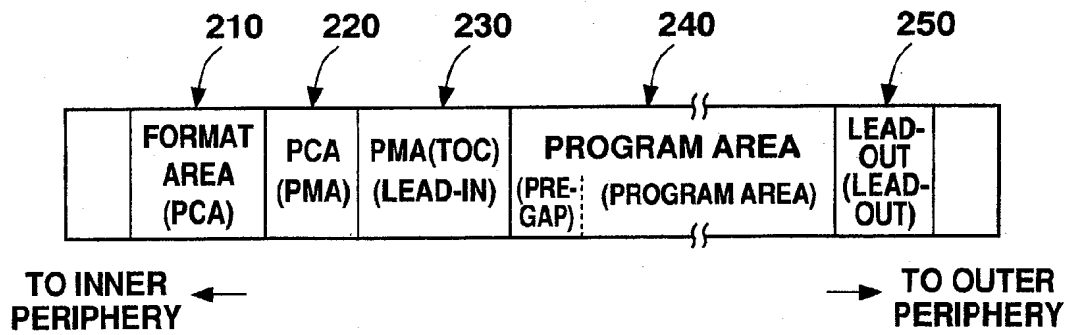 210 220 230 240 250
FORMAT
AREA
(PCA)
PCA
(PMA)
PMA(TOC)
(LEAD-IN)
PROGRAM AREA
(PRE-
GAP)
(PROGRAM AREA)
LEAD-
OUT
(LEAD-
OUT)
TO INNER
PERIPHERY
TO OUTER
PERIPHERY